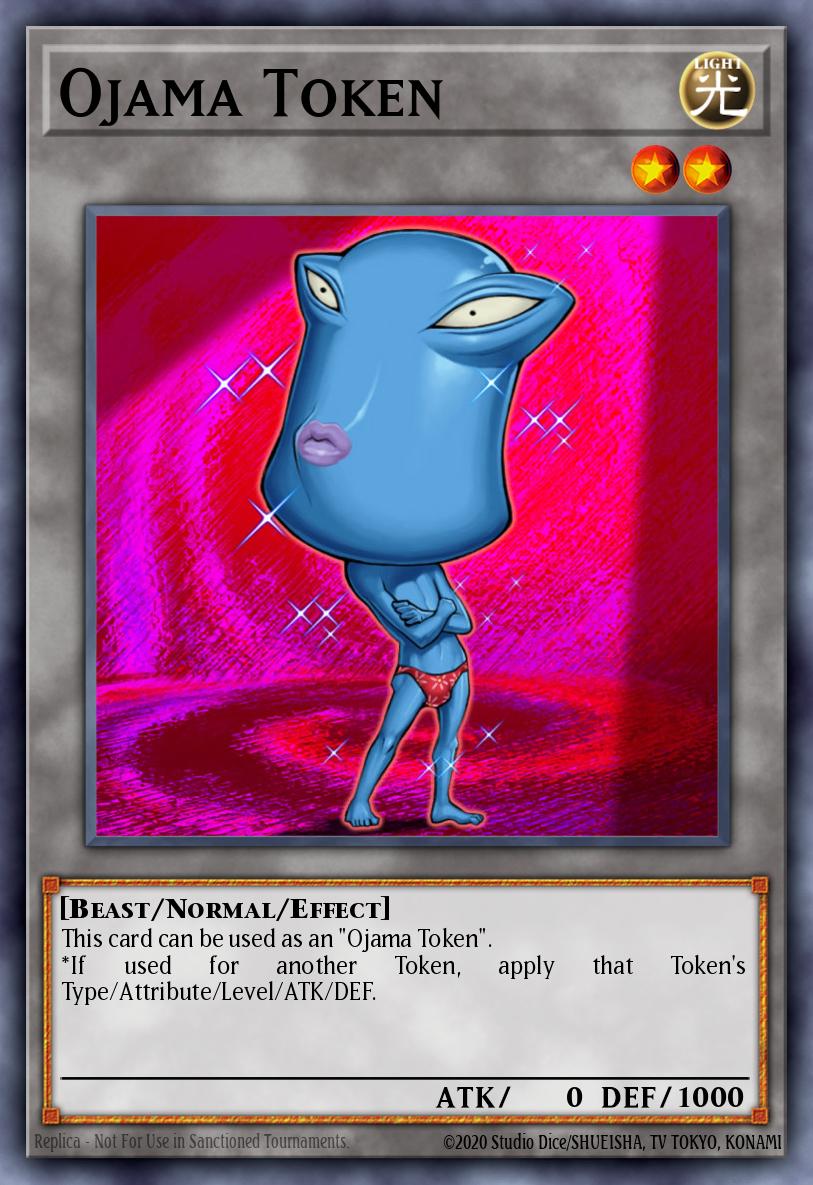 Ojama Token
LIGHT
光
[Beast/Normal/Effect]
This card can be used as an "Ojama Token".
*If used for another Token, apply that Token's
Type/Attribute/Level/ATK/DEF.
ATK/ 0 DEF/1000
Replica - Not For Use in Sanctioned Tournaments.
©2020 Studio Dice/SHUEISHA, TV TOKYO, KONAMI